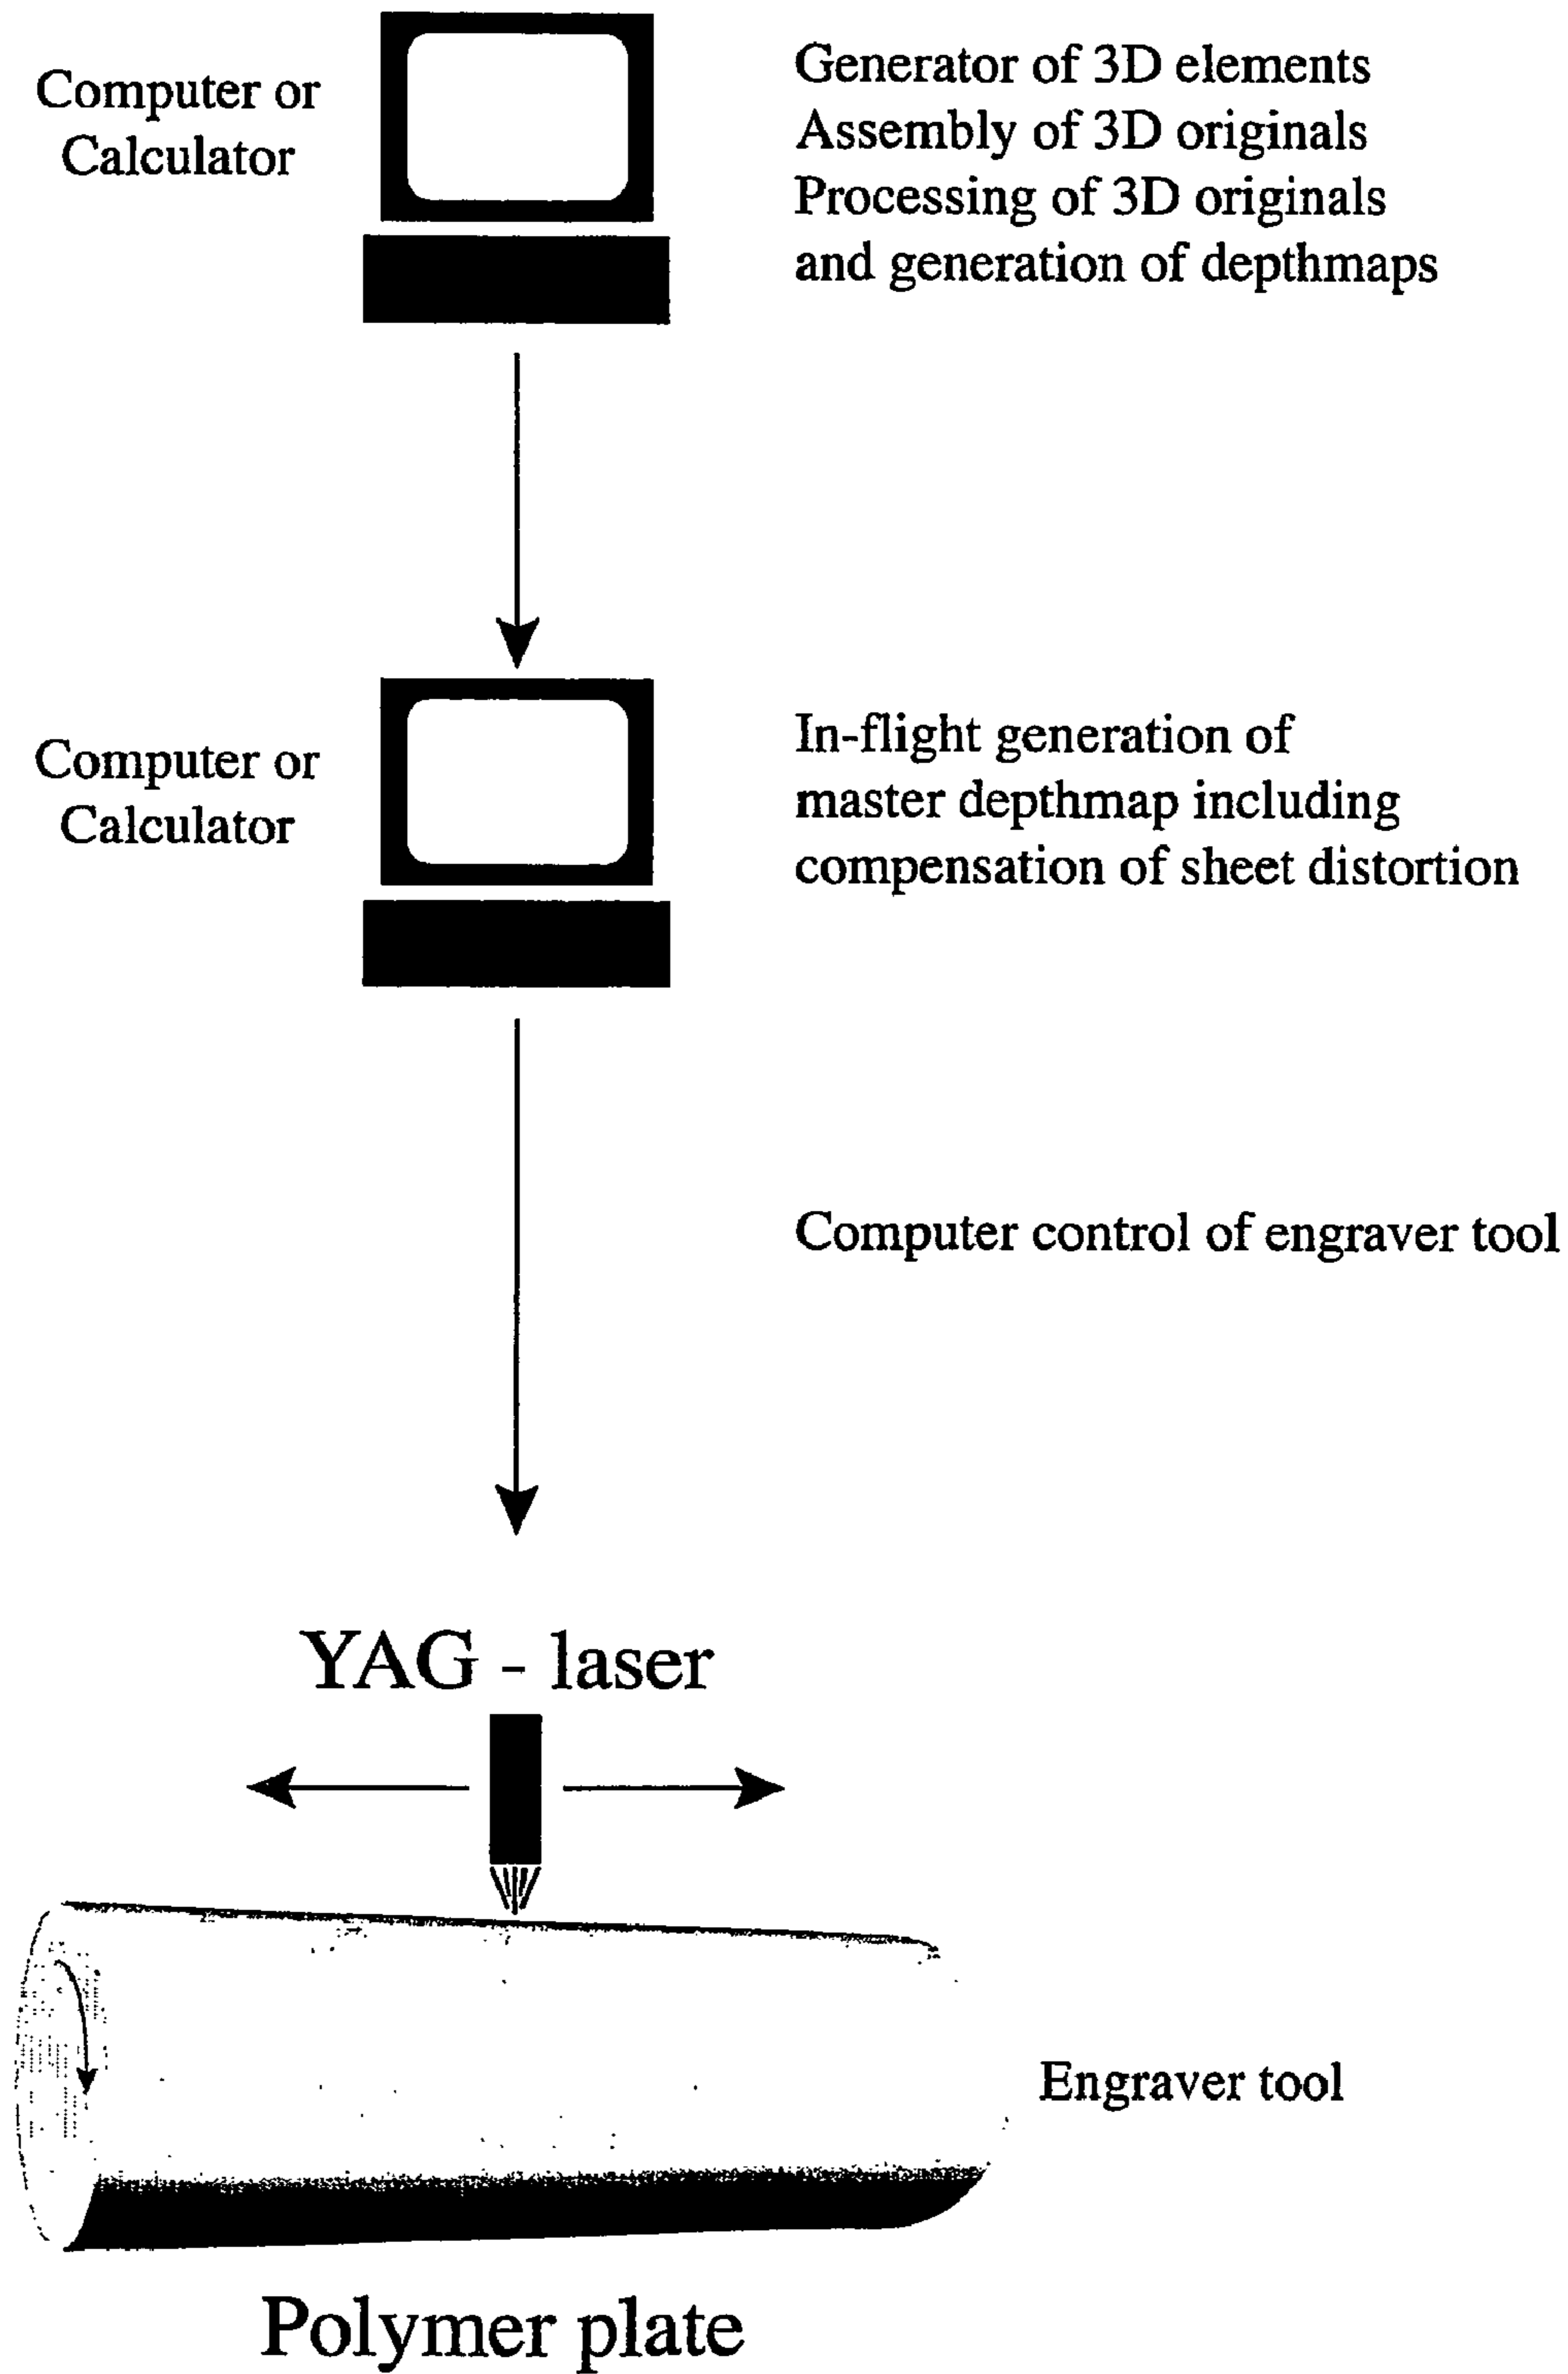 Computer or
Calculator
Generator of 3D elements
Assembly of 3D originals
Processing of 3D originals
and generation of depthmaps
Computer or
Calculator
In-flight generation of
master depthmap including
compensation of sheet distortion
Computer control of engraver tool
YAG - laser
Engraver tool
Polymer plate